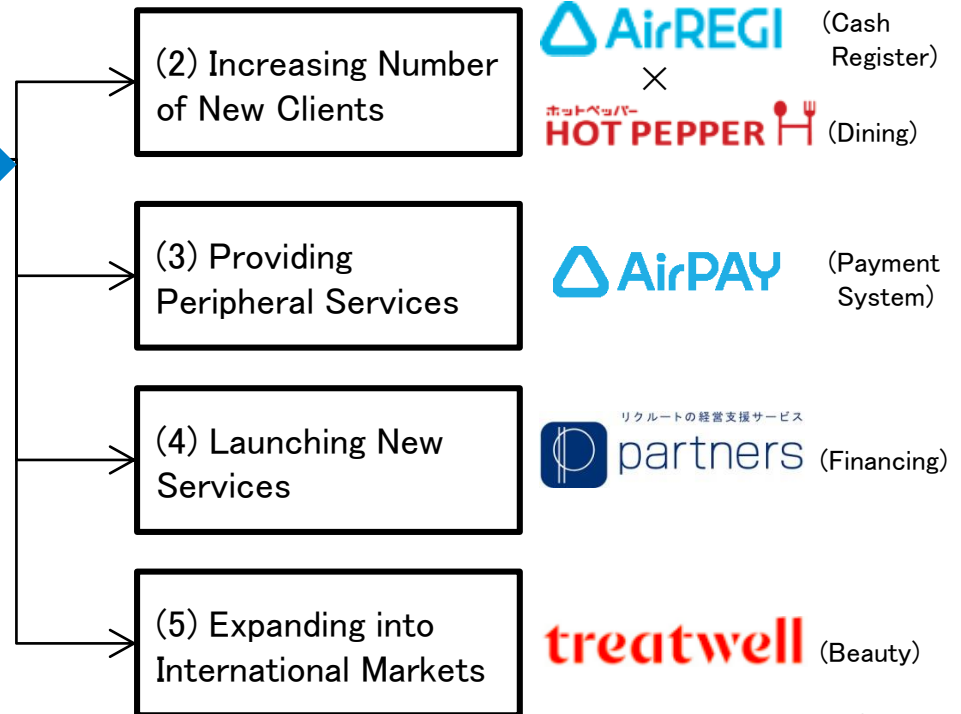 (2) Increasing Number
of New Clients
AirREGI
(Cash
Register)
×
ホットペッパー
HOT PEPPER
(Dining)
(3) Providing
Peripheral Services
AirPAY
(Payment
System)
(4) Launching New
Services
リクルートの経営支援サービス
partners
(Financing)
(5) Expanding into
International Markets
treatwell
(Beauty)